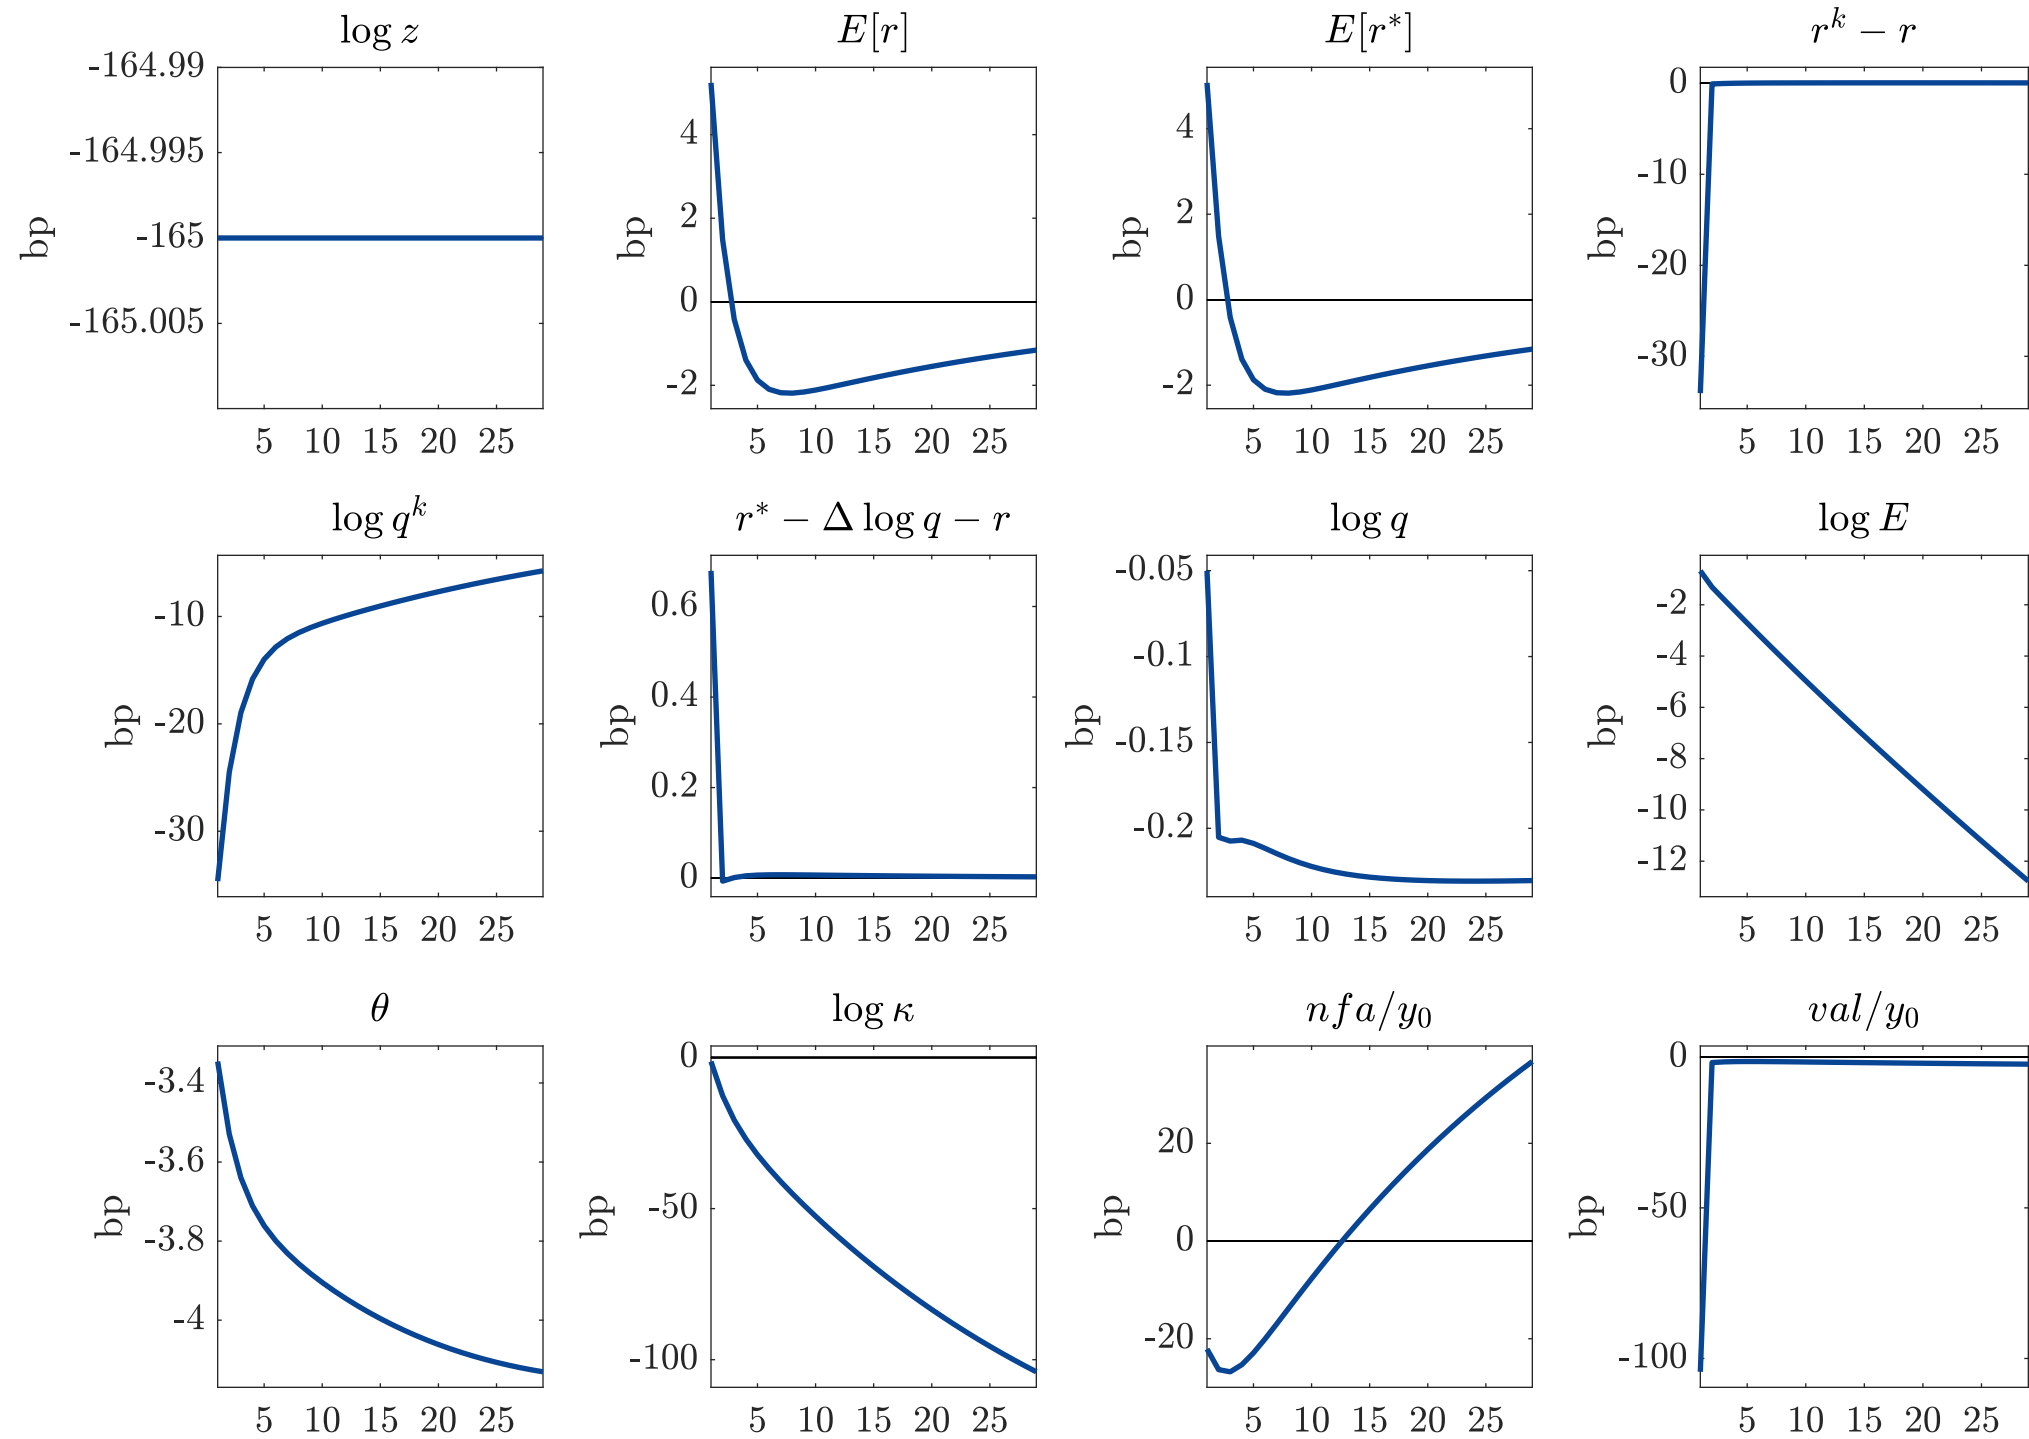 log z
E[r]
E[r*]
r^k − r
bp
-164.99
-164.995
-165
-165.005
5 10 15 20 25
bp
4
2
0
-2
5 10 15 20 25
bp
4
2
0
-2
5 10 15 20 25
bp
0
-10
-20
-30
5 10 15 20 25
log q^k
r* − Δ log q − r
log q
log E
bp
-10
-20
-30
5 10 15 20 25
bp
0.6
0.4
0.2
0
5 10 15 20 25
bp
-0.05
-0.1
-0.15
-0.2
5 10 15 20 25
bp
-2
-4
-6
-8
-10
-12
5 10 15 20 25
θ
log κ
nfa/y₀
val/y₀
bp
-3.4
-3.6
-3.8
-4
5 10 15 20 25
bp
0
-50
-100
5 10 15 20 25
bp
20
0
-20
5 10 15 20 25
bp
0
-50
-100
5 10 15 20 25